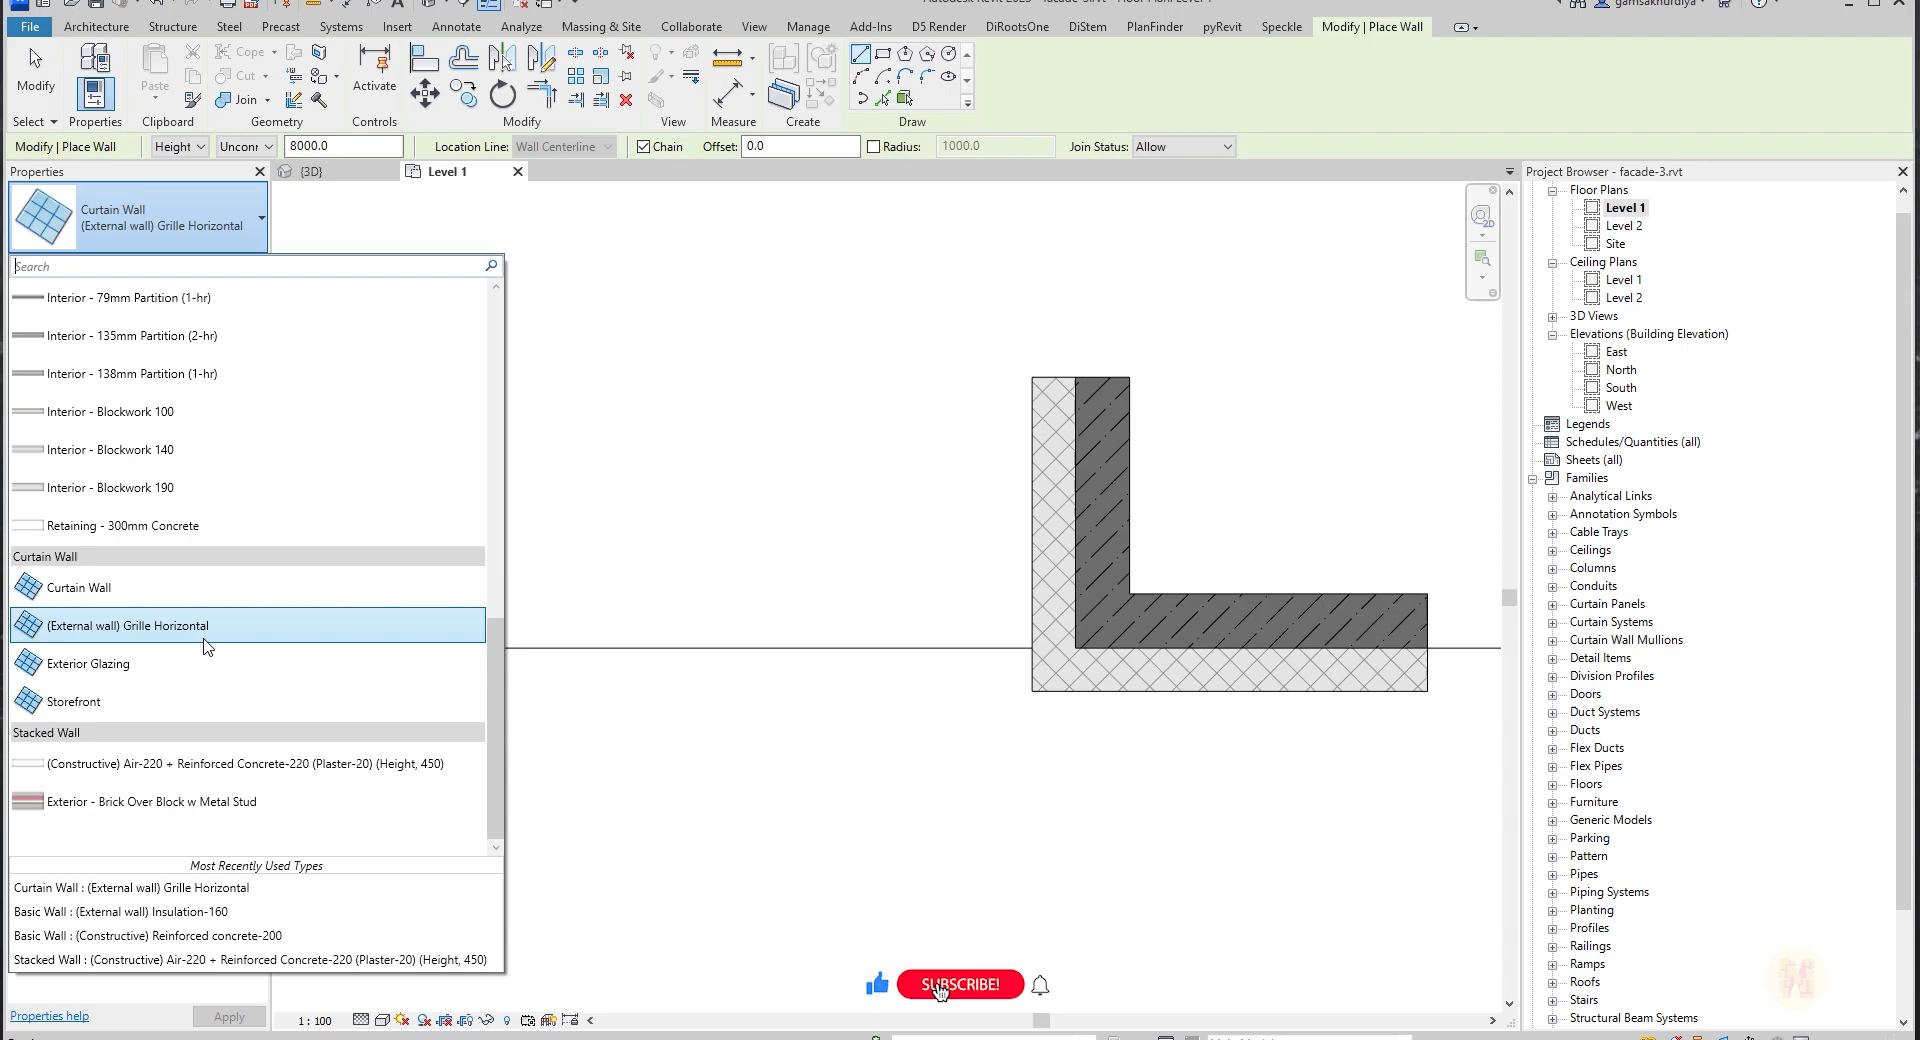 gamsakhurdiya
File Architecture Structure Steel Precast Systems Insert Annotate Analyze Massing & Site Collaborate View Manage Add-Ins D5 Render DiRootsOne DiStem PlanFinder pyRevit Speckle Modify | Place Wall
Modify Paste Cope Cut Join Activate
Select Properties Clipboard Geometry Controls Modify View Measure Create Draw
Modify | Place Wall Height Unconr 8000.0 Location Line: Wall Centerline Chain Offset: 0.0 Radius: 1000.0 Join Status: Allow
Properties
{3D}
Level 1
Project Browser - facade-3.rvt
Curtain Wall
(External wall) Grille Horizontal
Search
Interior - 79mm Partition (1-hr)
Interior - 135mm Partition (2-hr)
Interior - 138mm Partition (1-hr)
Interior - Blockwork 100
Interior - Blockwork 140
Interior - Blockwork 190
Retaining - 300mm Concrete
Curtain Wall
Curtain Wall
(External wall) Grille Horizontal
Exterior Glazing
Storefront
Stacked Wall
(Constructive) Air-220 + Reinforced Concrete-220 (Plaster-20) (Height, 450)
Exterior - Brick Over Block w Metal Stud
Most Recently Used Types
Curtain Wall : (External wall) Grille Horizontal
Basic Wall : (External wall) Insulation-160
Basic Wall : (Constructive) Reinforced concrete-200
Stacked Wall : (Constructive) Air-220 + Reinforced Concrete-220 (Plaster-20) (Height, 450)
Properties help
Apply
1 : 100
SUBSCRIBE!
2D
Floor Plans
Level 1
Level 2
Site
Ceiling Plans
Level 1
Level 2
3D Views
Elevations (Building Elevation)
East
North
South
West
Legends
Schedules/Quantities (all)
Sheets (all)
Families
Analytical Links
Annotation Symbols
Cable Trays
Ceilings
Columns
Conduits
Curtain Panels
Curtain Systems
Curtain Wall Mullions
Detail Items
Division Profiles
Doors
Duct Systems
Ducts
Flex Ducts
Flex Pipes
Floors
Furniture
Generic Models
Parking
Pattern
Pipes
Piping Systems
Planting
Profiles
Railings
Ramps
Roofs
Stairs
Structural Beam Systems